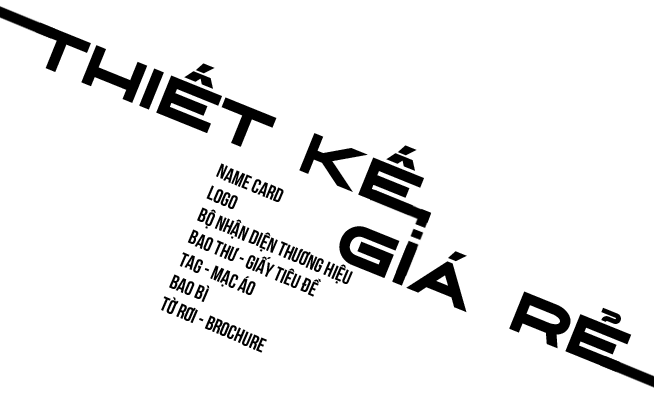 THIẾT KẾ,
GIÁ RẺ
NAME CARD
LOGO
BỘ NHẬN DIỆN THƯƠNG HIỆU
BAO THƯ - GIẤY TIÊU ĐỀ
TAG - MẠC ÁO
BAO BÌ
TỜ RƠI - BROCHURE